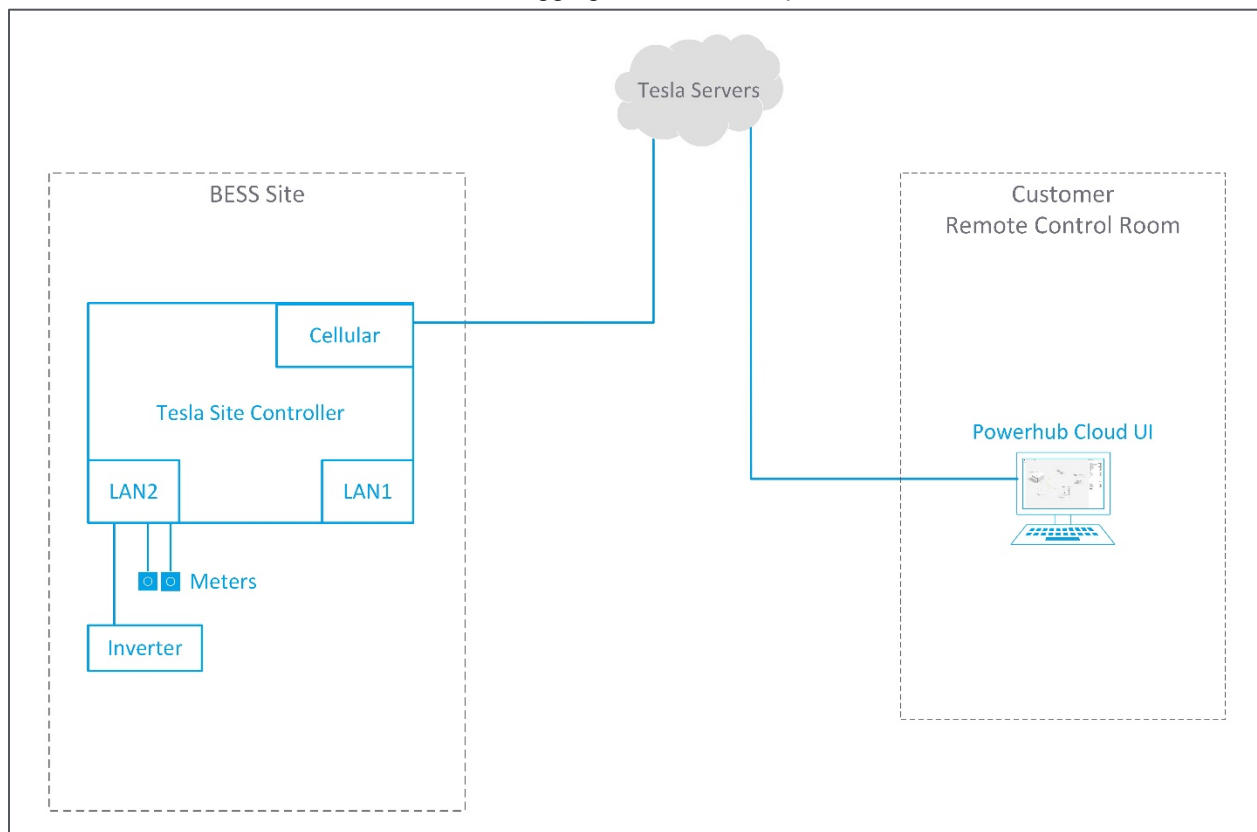 Tesla Servers
BESS Site
Customer
Remote Control Room
Cellular
Tesla Site Controller
Powerhub Cloud UI
LAN2
LAN1
Meters
Inverter